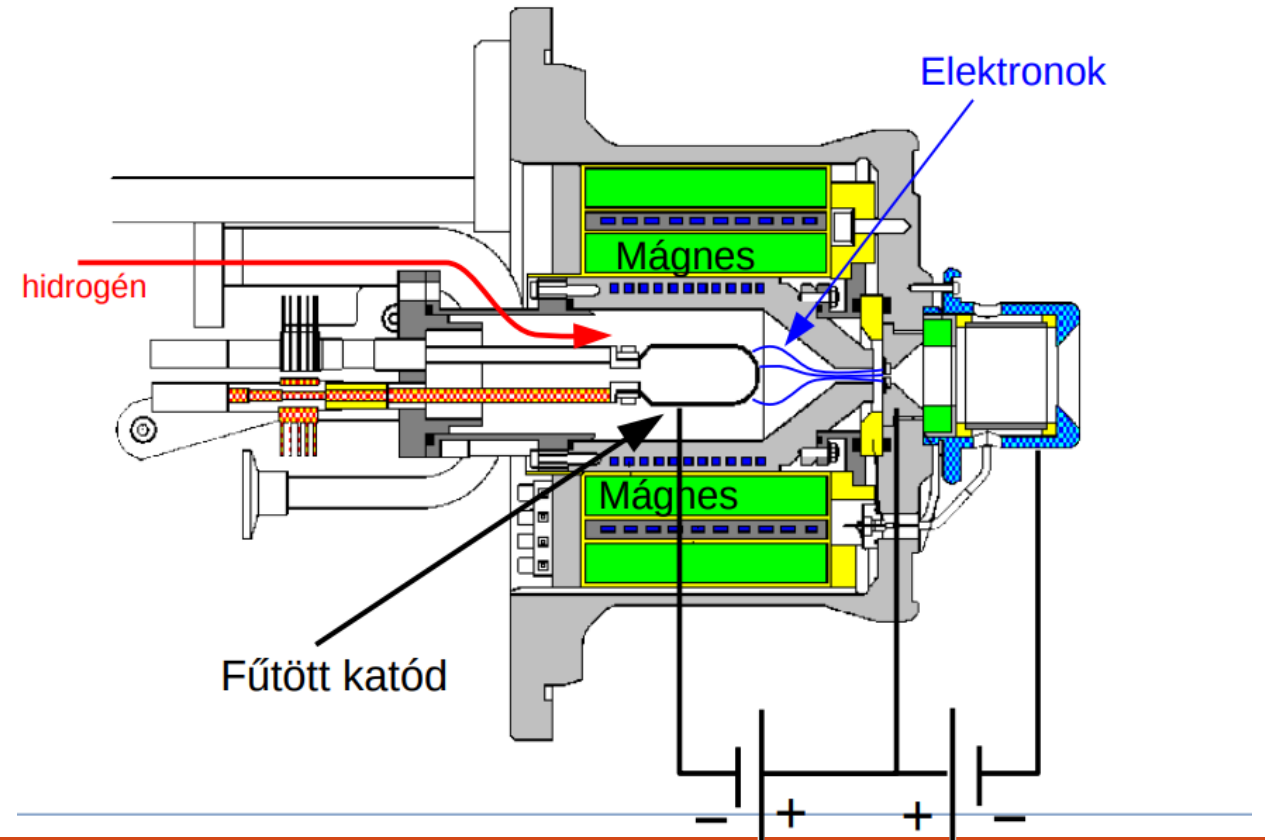 Elektronok
Mágnes
hidrogén
Mágnes
Fűtött katód
− + + −